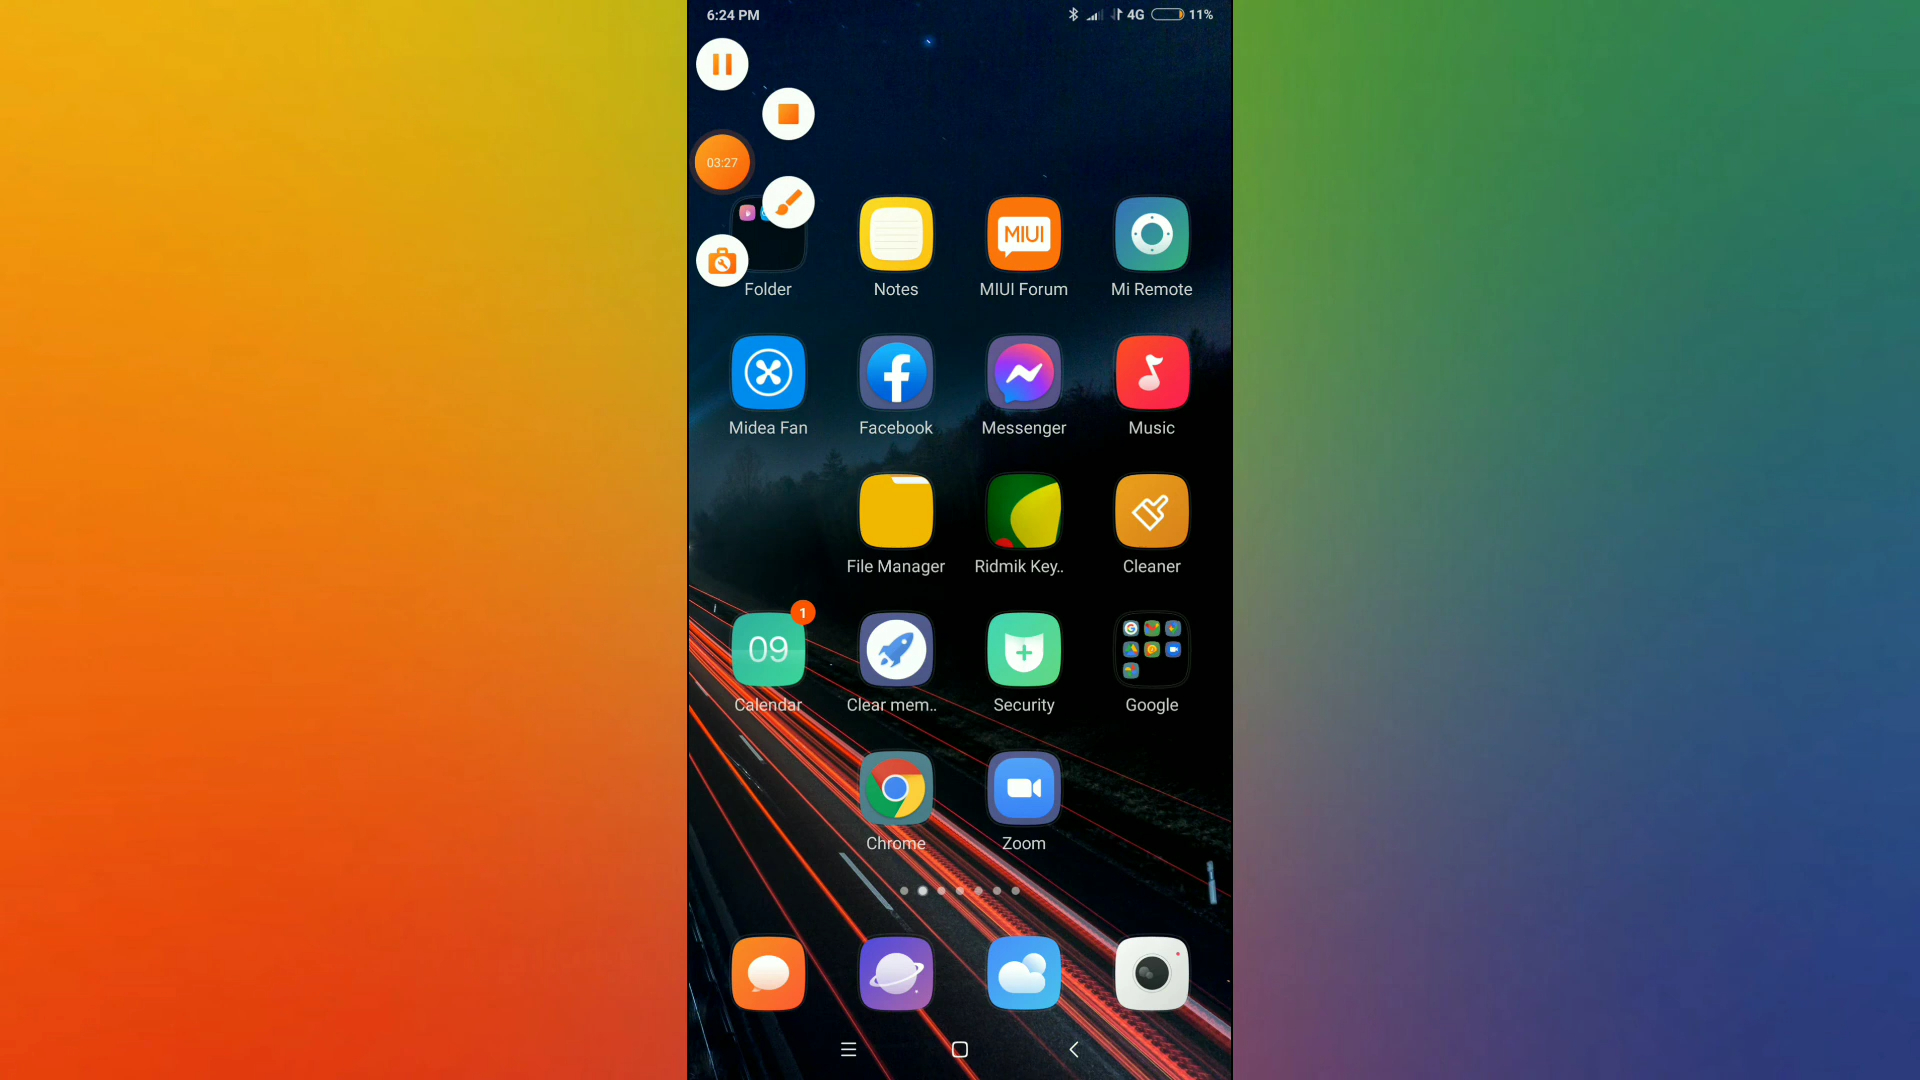 6:24 PM 4G 11%
03:27
MIUI
Folder Notes MIUI Forum Mi Remote
Midea Fan Facebook Messenger Music
File Manager Ridmik Key.. Cleaner
1
09
Calendar Clear mem.. Security Google
Chrome Zoom